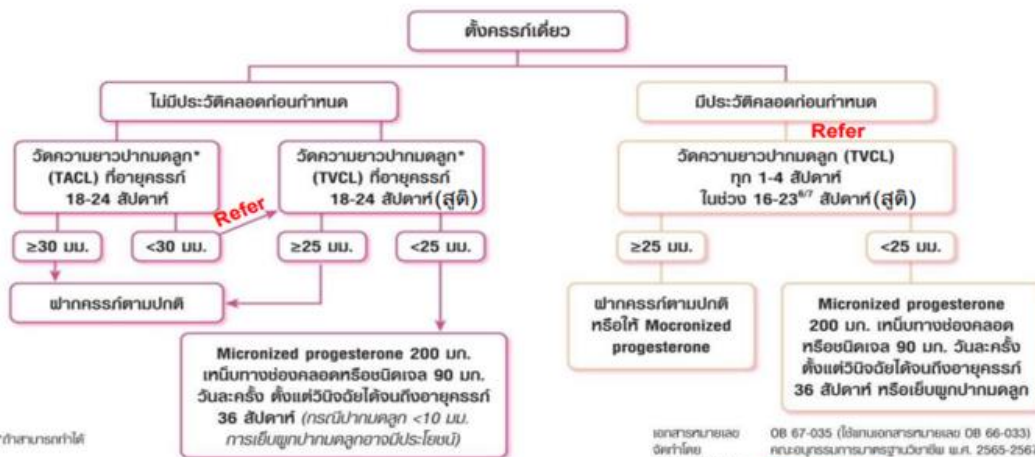 ตั้งครรภ์เดี่ยว
ไม่มีประวัติคลอดก่อนกำหนด
มีประวัติคลอดก่อนกำหนด
วัดความยาวปากมดลูก*
(TACL) ที่อายุครรภ์
18-24 สัปดาห์
Refer
วัดความยาวปากมดลูก*
(TVCL) ที่อายุครรภ์
18-24 สัปดาห์(สูติ)
Refer
วัดความยาวปากมดลูก (TVCL)
ทุก 1-4 สัปดาห์
ในช่วง 16-23⁶/⁷ สัปดาห์(สูติ)
≥30 มม.
<30 มม.
≥25 มม.
<25 มม.
≥25 มม.
<25 มม.
ฝากครรภ์ตามปกติ
Micronized progesterone 200 มก.
เหน็บทางช่องคลอดหรือชนิดเจล 90 มก.
วันละครั้ง ตั้งแต่วินิจฉัยได้จนถึงอายุครรภ์
36 สัปดาห์ (กรณีปากมดลูก <10 มม.
การเย็บผูกปากมดลูกอาจมีประโยชน์)
ฝากครรภ์ตามปกติ
หรือให้ Mocronized
progesterone
Micronized progesterone
200 มก. เหน็บทางช่องคลอด
หรือชนิดเจล 90 มก. วันละครั้ง
ตั้งแต่วินิจฉัยได้จนถึงอายุครรภ์
36 สัปดาห์ หรือเย็บผูกปากมดลูก
*ถ้าสามารถทำได้
เอกสารหมายเลข OB 67-035 (ใช้แทนเอกสารหมายเลข OB 66-033)
จัดทำโดย คณะอนุกรรมการมาตรฐานวิชาชีพ พ.ศ. 2565-2567